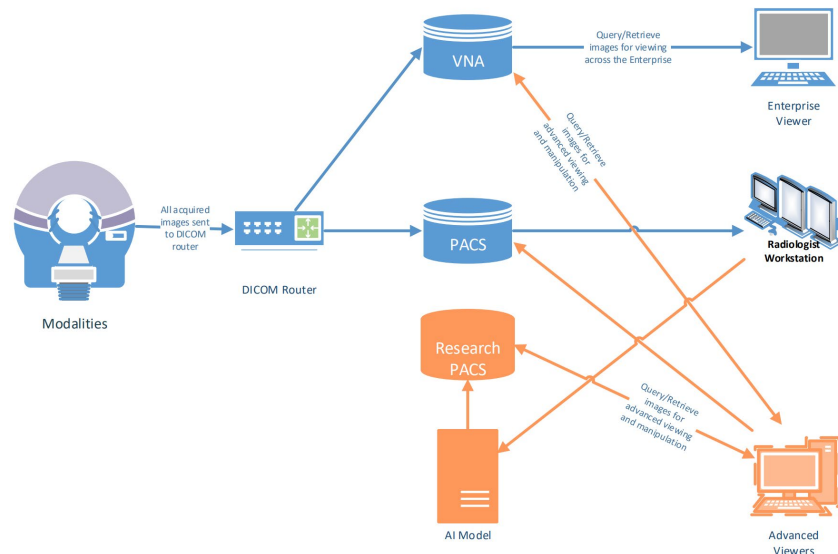 Query/Retrieve
images for viewing
across the Enterprise
VNA
Enterprise
Viewer
Query/Retrieve
images for
advanced viewing
and manipulation
All acquired
images sent
to DICOM
router
PACS
Radiologist
Workstation
DICOM Router
Modalities
Research
PACS
Query/Retrieve
images for
advanced viewing
and manipulation
AI Model
Advanced
Viewers